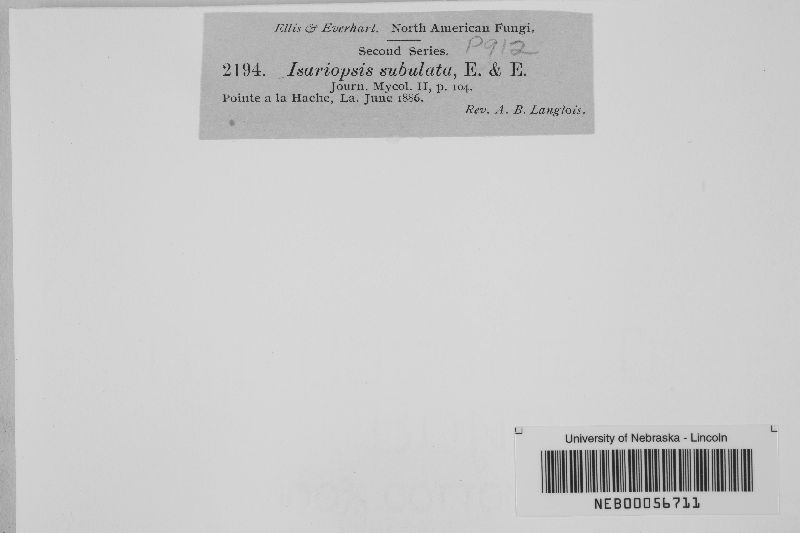 Ellis & Everhart. North American Fungi.
Second Series. P912
2194. Isariopsis subulata, E. & E.
Journ. Mycol. II, p. 104.
Pointe a la Hache, La. June 1886.
Rev. A. B. Langlois.
University of Nebraska - Lincoln
NEB00056711